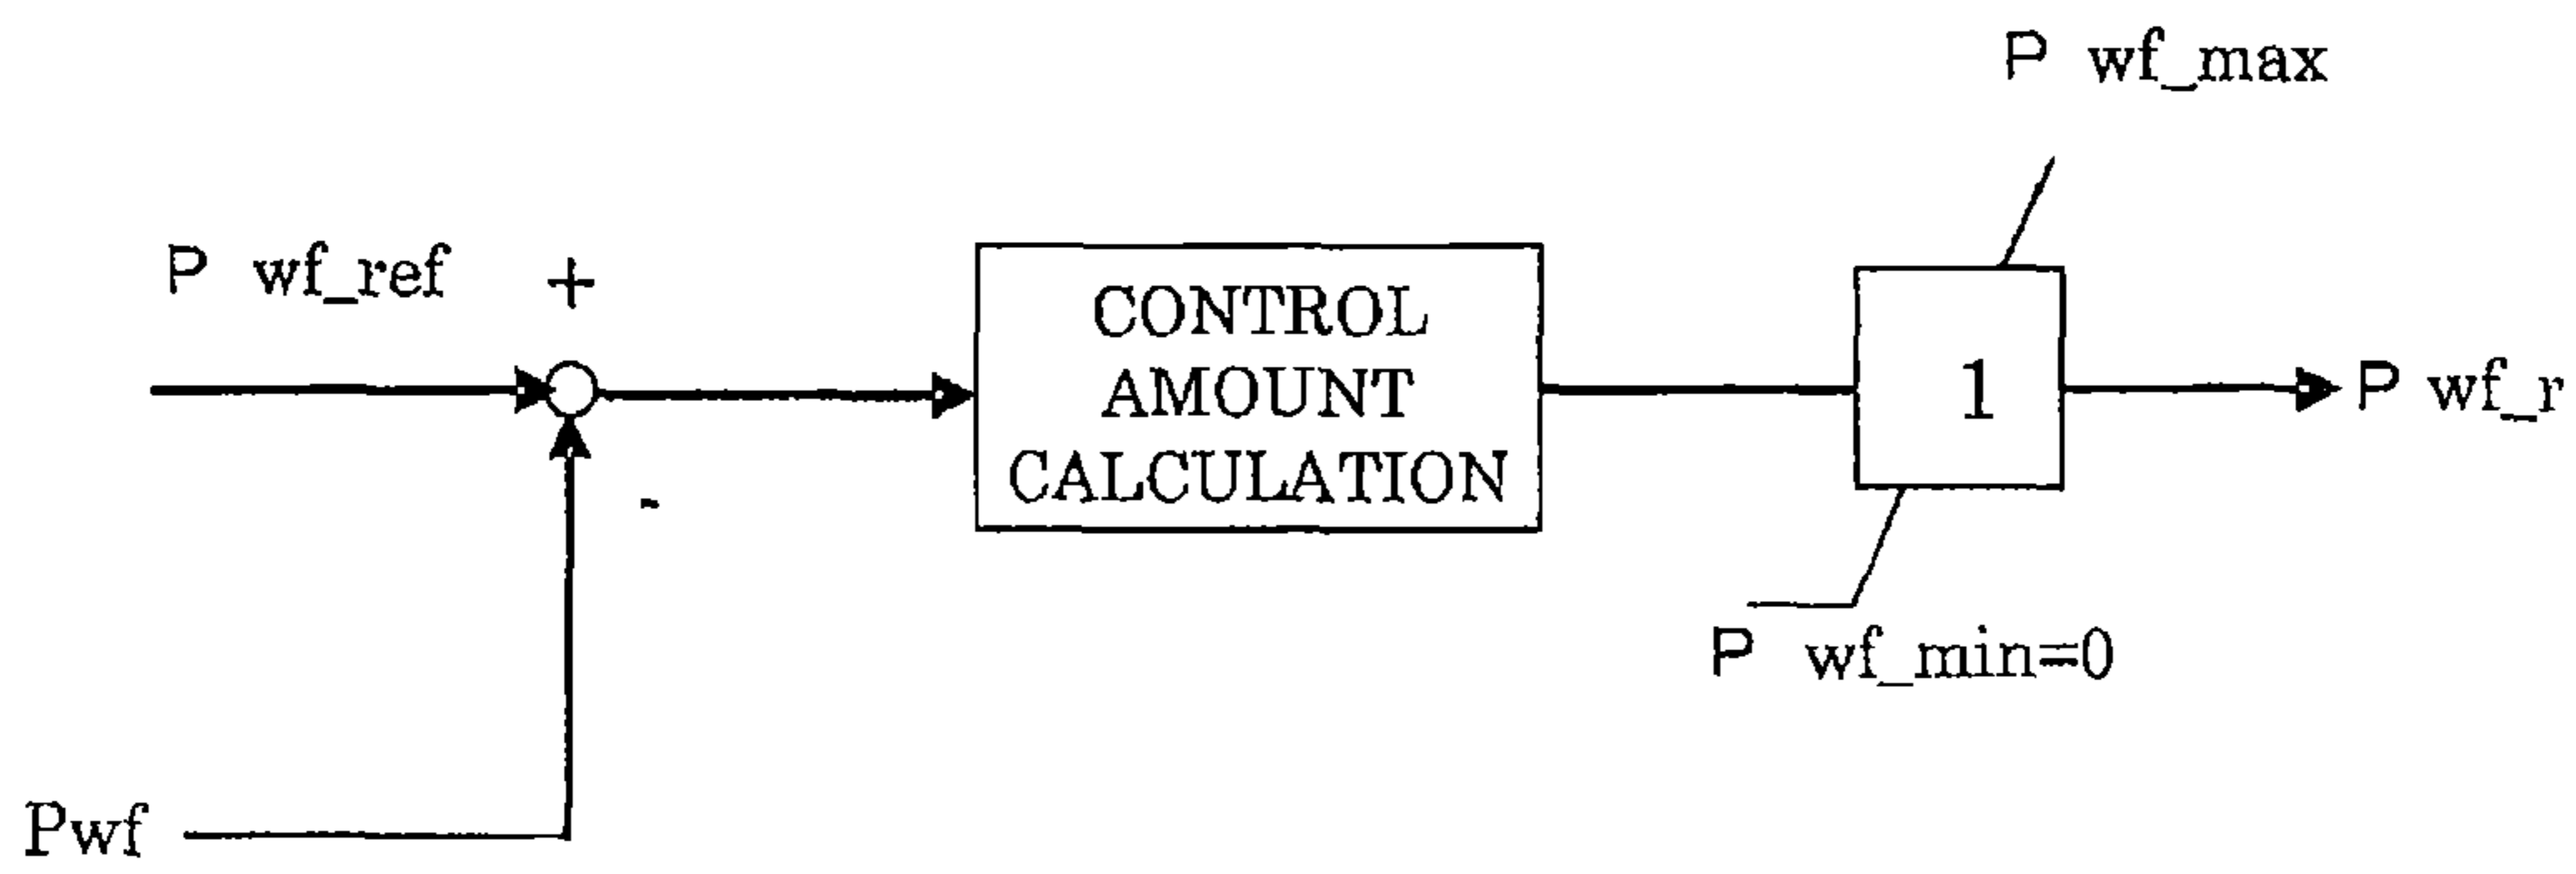 P wf_max
P wf_ref +
CONTROL
AMOUNT
CALCULATION
1
P wf_r
-
P wf_min=0
Pwf